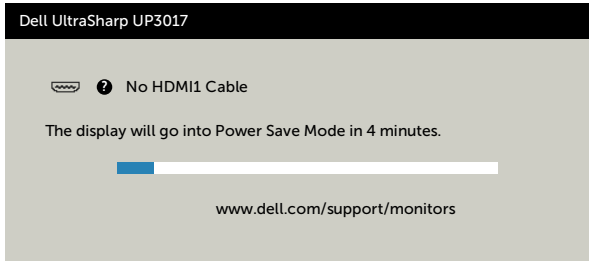 Dell UltraSharp UP3017
? No HDMI1 Cable
The display will go into Power Save Mode in 4 minutes.
www.dell.com/support/monitors